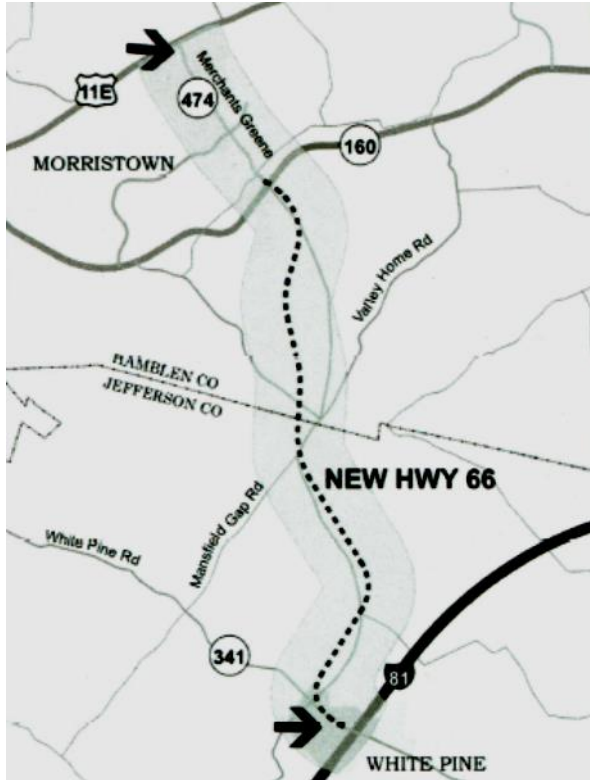 11E
474
Merchants Greene
MORRISTOWN
160
Valley Home Rd
HAMBLEN CO
JEFFERSON CO
NEW HWY 66
Mansfield Gap Rd
White Pine Rd
341
81
WHITE PINE